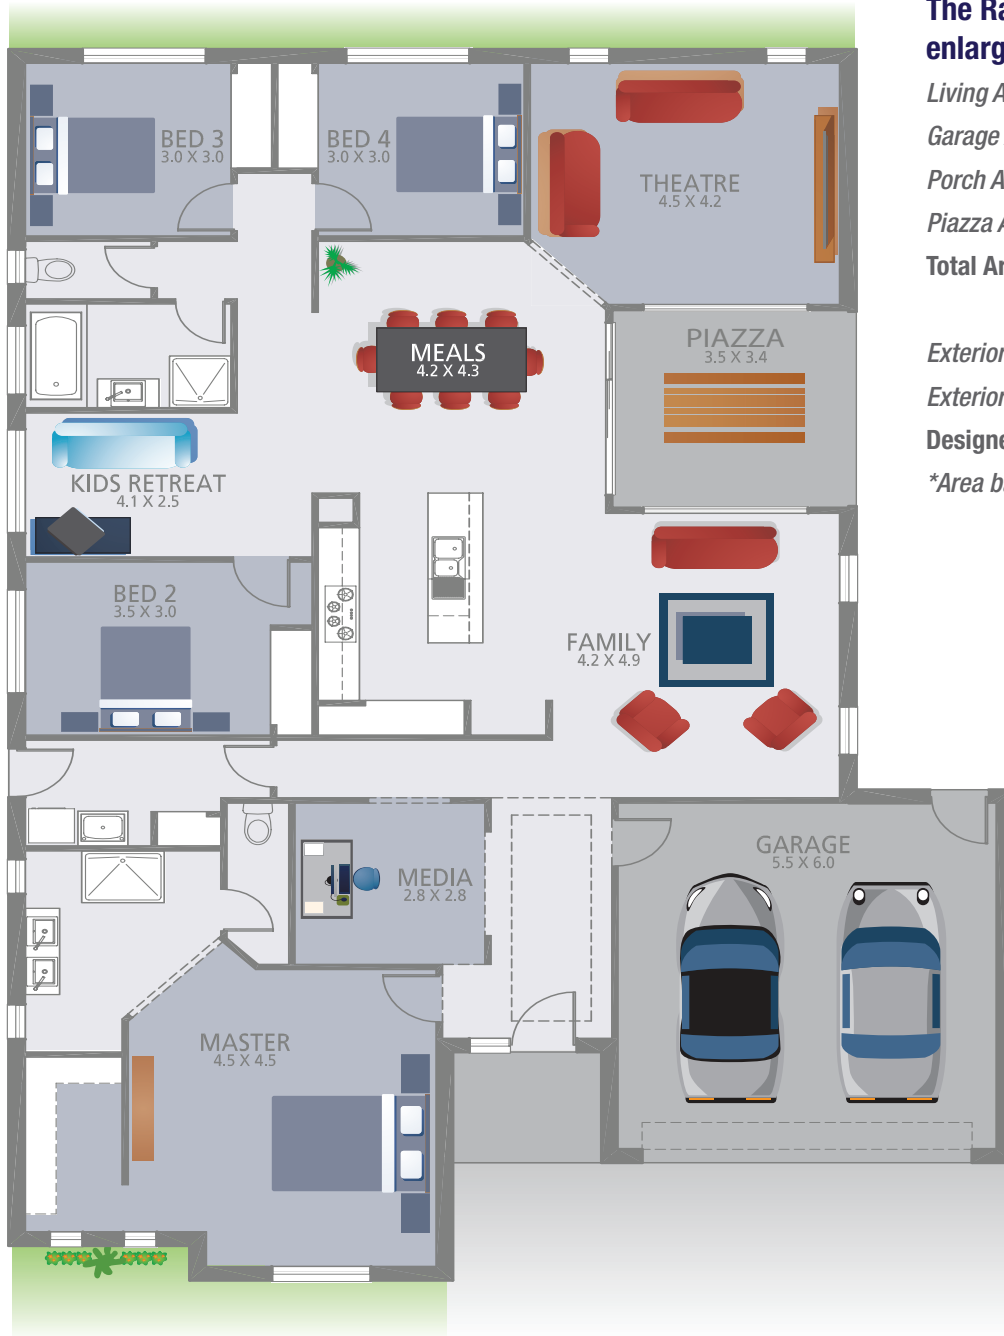 The
enlarg
Living A
Garage
Porch A
Piazza A
Total Ar
Exterior
Exterior
Designe
*Area b
BED 3
3.0 X 3.0
BED 4
3.0 X 3.0
THEATRE
4.5 X 4.2
MEALS
4.2 X 4.3
PIAZZA
3.5 X 3.4
KIDS RETREAT
4.1 X 2.5
BED 2
3.5 X 3.0
FAMILY
4.2 X 4.9
GARAGE
5.5 X 6.0
MEDIA
2.8 X 2.8
MASTER
4.5 X 4.5